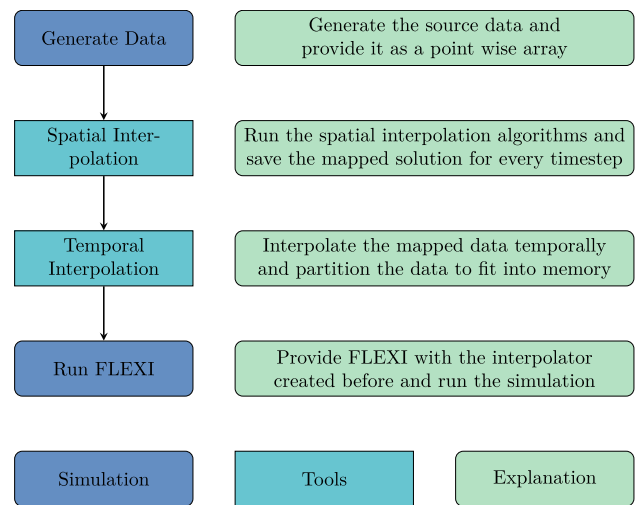 Generate Data
Generate the source data and
provide it as a point wise array
Spatial Inter-
polation
Run the spatial interpolation algorithms and
save the mapped solution for every timestep
Temporal
Interpolation
Interpolate the mapped data temporally
and partition the data to fit into memory
Run FLEXI
Provide FLEXI with the interpolator
created before and run the simulation
Simulation
Tools
Explanation